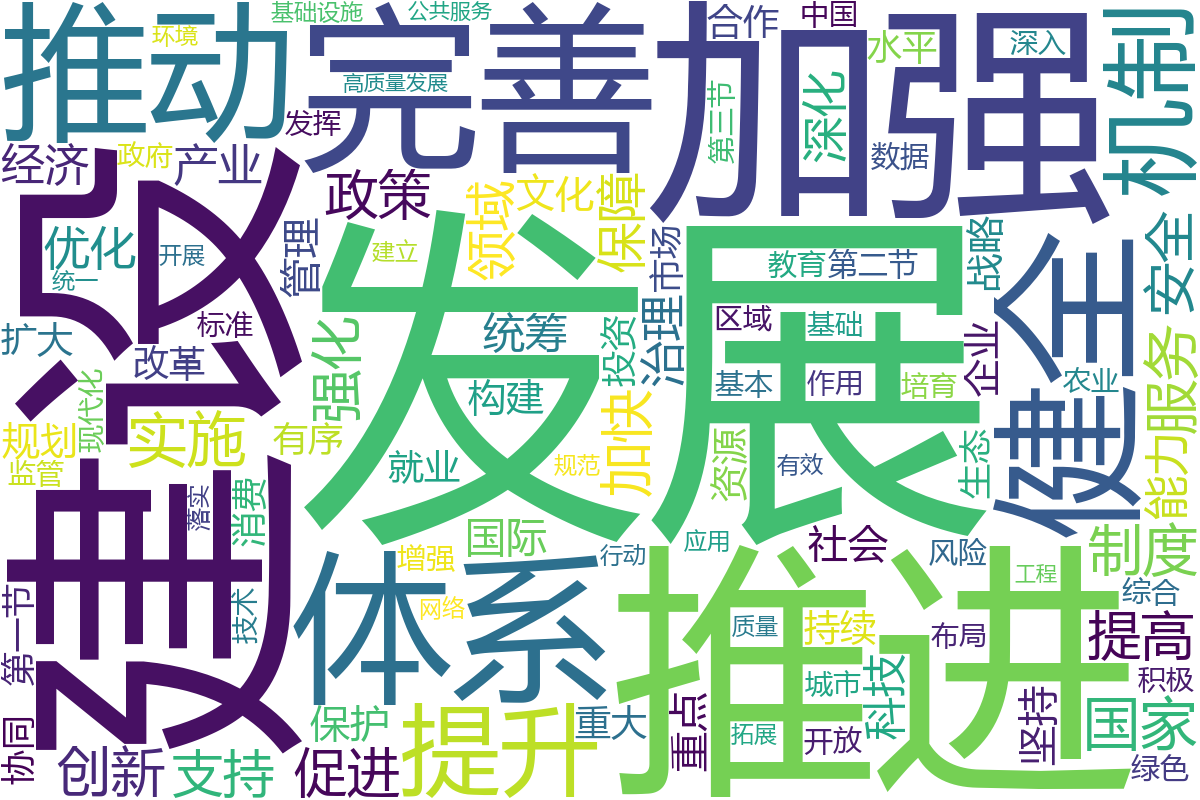 基础设施
公共服务
推动
环境
完善
高质量发展
发挥
加强
合作
中国
水平
深入
机制
第三节
深化
数据
经济
政府
产业
建设
政策
领域
文化
保障
优化
开展
统一
管理
建立
发展
市场
教育
第二节
战略
健全
安全
扩大
标准
改革
强化
统筹
投资
治理
区域
基础
企业
服务
现代化
构建
基本
作用
培育
农业
规划
实施
有序
加快
监管
就业
规范
资源
有效
生态
能力
落实
消费
国际
增强
行动
应用
社会
风险
制度
体系
推进
工程
第一节
技术
网络
质量
持续
布局
综合
提高
城市
科技
积极
保护
提升
重大
重点
拓展
开放
坚持
国家
协同
创新
支持
促进
绿色